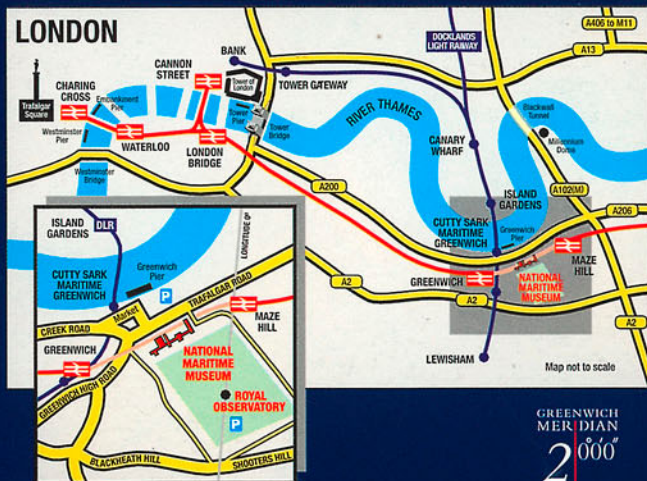 LONDON
A406 to M11
A13
DOCKLANDS
LIGHT RAILWAY
BANK
CANNON
STREET
Tower of
London
TOWER GATEWAY
CHARING
CROSS
Embankment
Pier
Trafalgar
Square
Westminster
Pier
WATERLOO
Westminster
Bridge
LONDON
BRIDGE
Tower
Pier
Tower
Bridge
RIVER THAMES
Blackwall
Tunnel
Millennium
Dome
CANARY
WHARF
A200
ISLAND
GARDENS
A102(M)
A206
CUTTY SARK
MARITIME
GREENWICH
Greenwich
Pier
MAZE
HILL
GREENWICH
NATIONAL
MARITIME
MUSEUM
A2
A2
A2
LEWISHAM
Map not to scale
ISLAND
GARDENS
DLR
LONGITUDE 0°
CUTTY SARK
MARITIME
GREENWICH
Greenwich
Pier
P
TRAFALGAR ROAD
Market
CREEK ROAD
MAZE
HILL
GREENWICH
NATIONAL
MARITIME
MUSEUM
GREENWICH HIGH ROAD
ROYAL
OBSERVATORY
P
BLACKHEATH HILL
SHOOTERS HILL
GREENWICH
MERIDIAN
2°00'0"